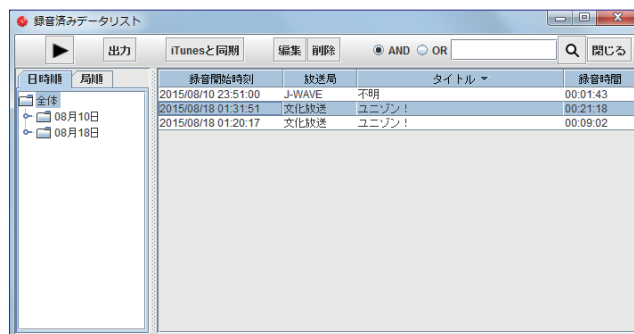 録音済みデータリスト
出力 iTunesと同期 編集 削除 AND OR 閉じる
日時順 局順
全体
08月10日
08月18日
録音開始時刻 放送局 タイトル 録音時間
2015/08/10 23:51:00 J-WAVE 不明 00:01:43
2015/08/18 01:31:51 文化放送 ユニゾン！ 00:21:18
2015/08/18 01:20:17 文化放送 ユニゾン！ 00:09:02